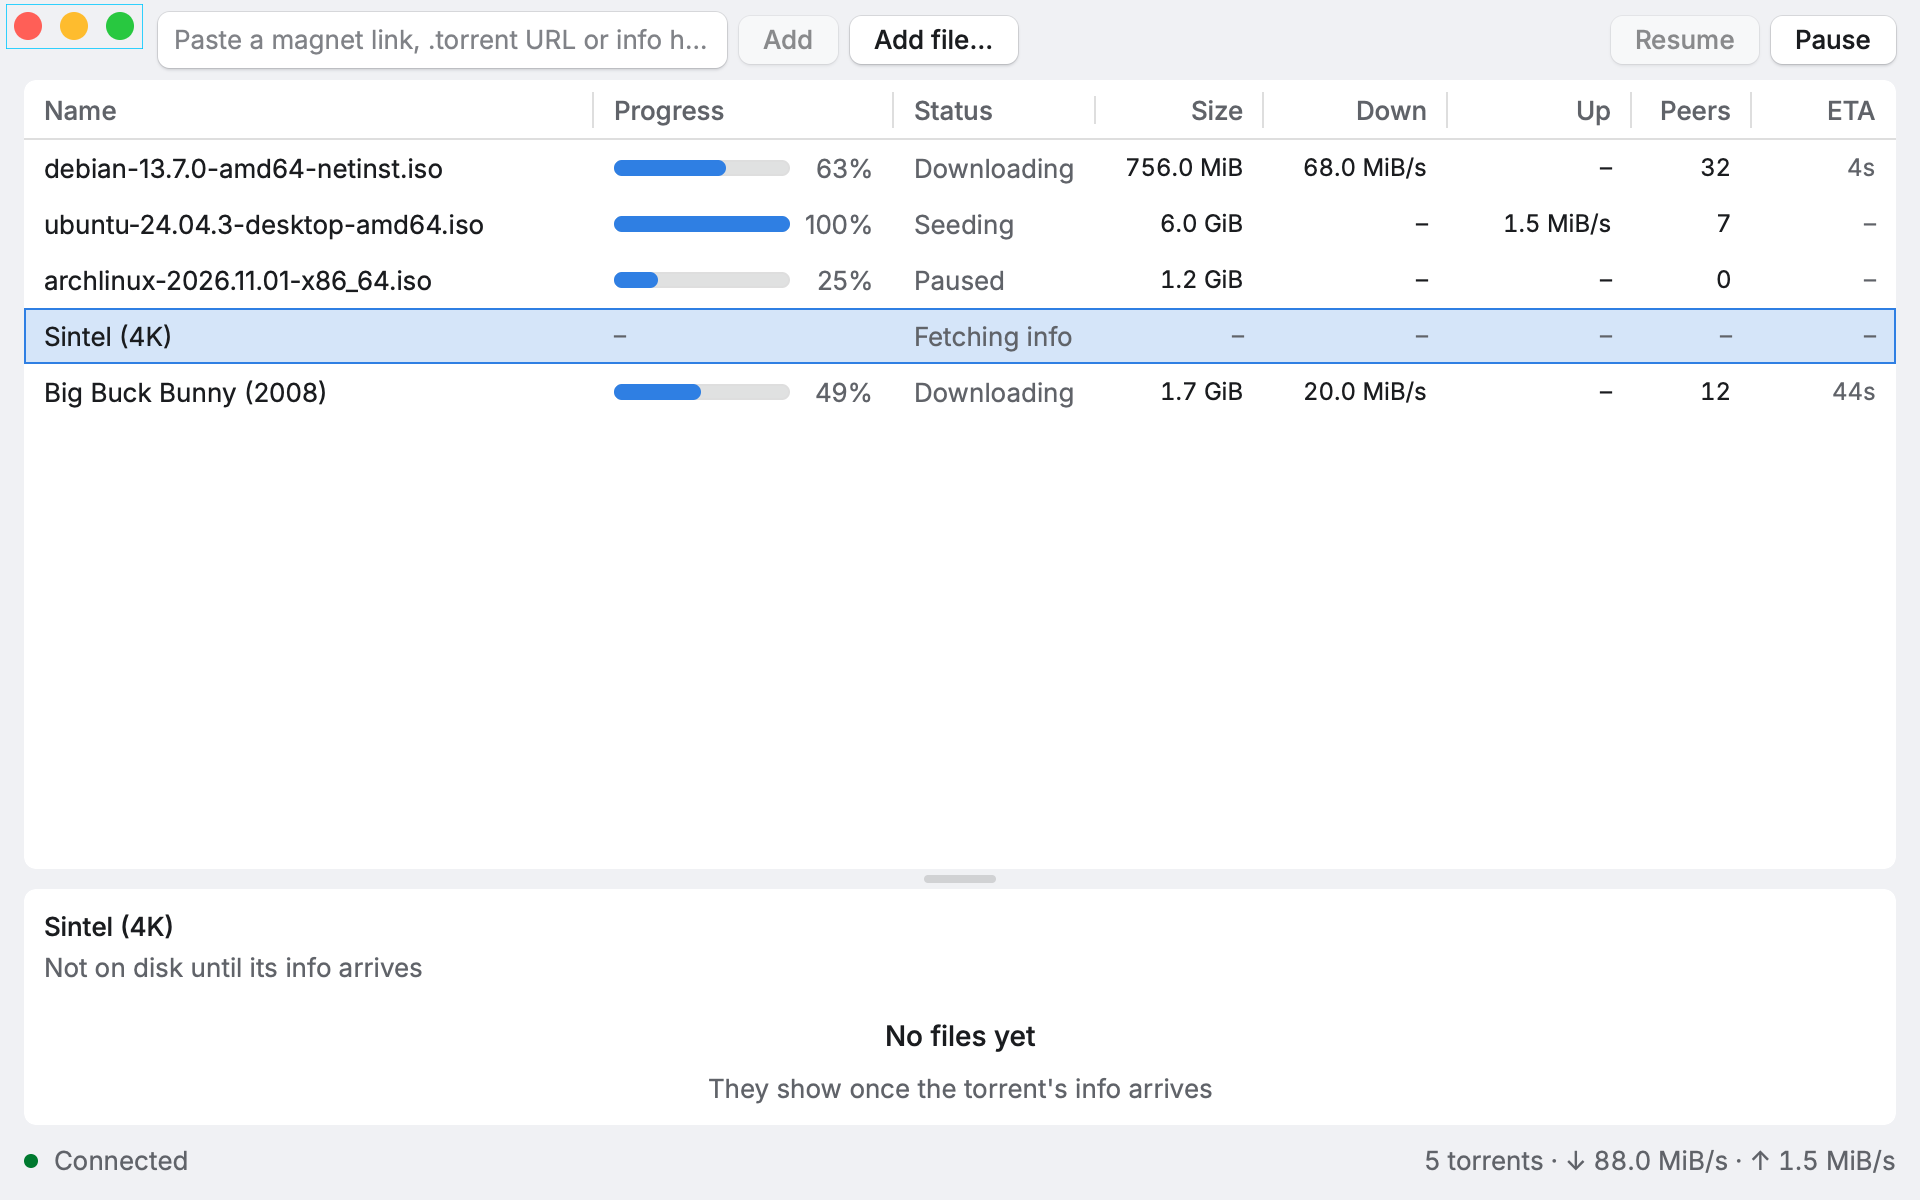 Paste a magnet link, .torrent URL or info h... Add Add file... Resume Pause
Name Progress Status Size Down Up Peers ETA
debian-13.7.0-amd64-netinst.iso 63% Downloading 756.0 MiB 68.0 MiB/s – 32 4s
ubuntu-24.04.3-desktop-amd64.iso 100% Seeding 6.0 GiB – 1.5 MiB/s 7 –
archlinux-2026.11.01-x86_64.iso 25% Paused 1.2 GiB – – 0 –
Sintel (4K) – Fetching info – – – – –
Big Buck Bunny (2008) 49% Downloading 1.7 GiB 20.0 MiB/s – 12 44s
Sintel (4K)
Not on disk until its info arrives
No files yet
They show once the torrent's info arrives
Connected 5 torrents · ↓ 88.0 MiB/s · ↑ 1.5 MiB/s